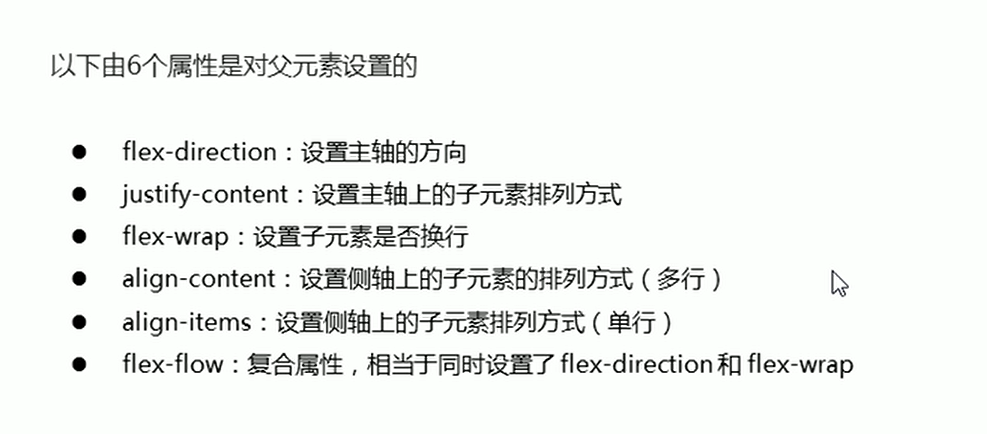 以下由6个属性是对父元素设置的
● flex-direction：设置主轴的方向
● justify-content：设置主轴上的子元素排列方式
● flex-wrap：设置子元素是否换行
● align-content：设置侧轴上的子元素的排列方式（多行）
● align-items：设置侧轴上的子元素排列方式（单行）
● flex-flow：复合属性，相当于同时设置了 flex-direction 和 flex-wrap